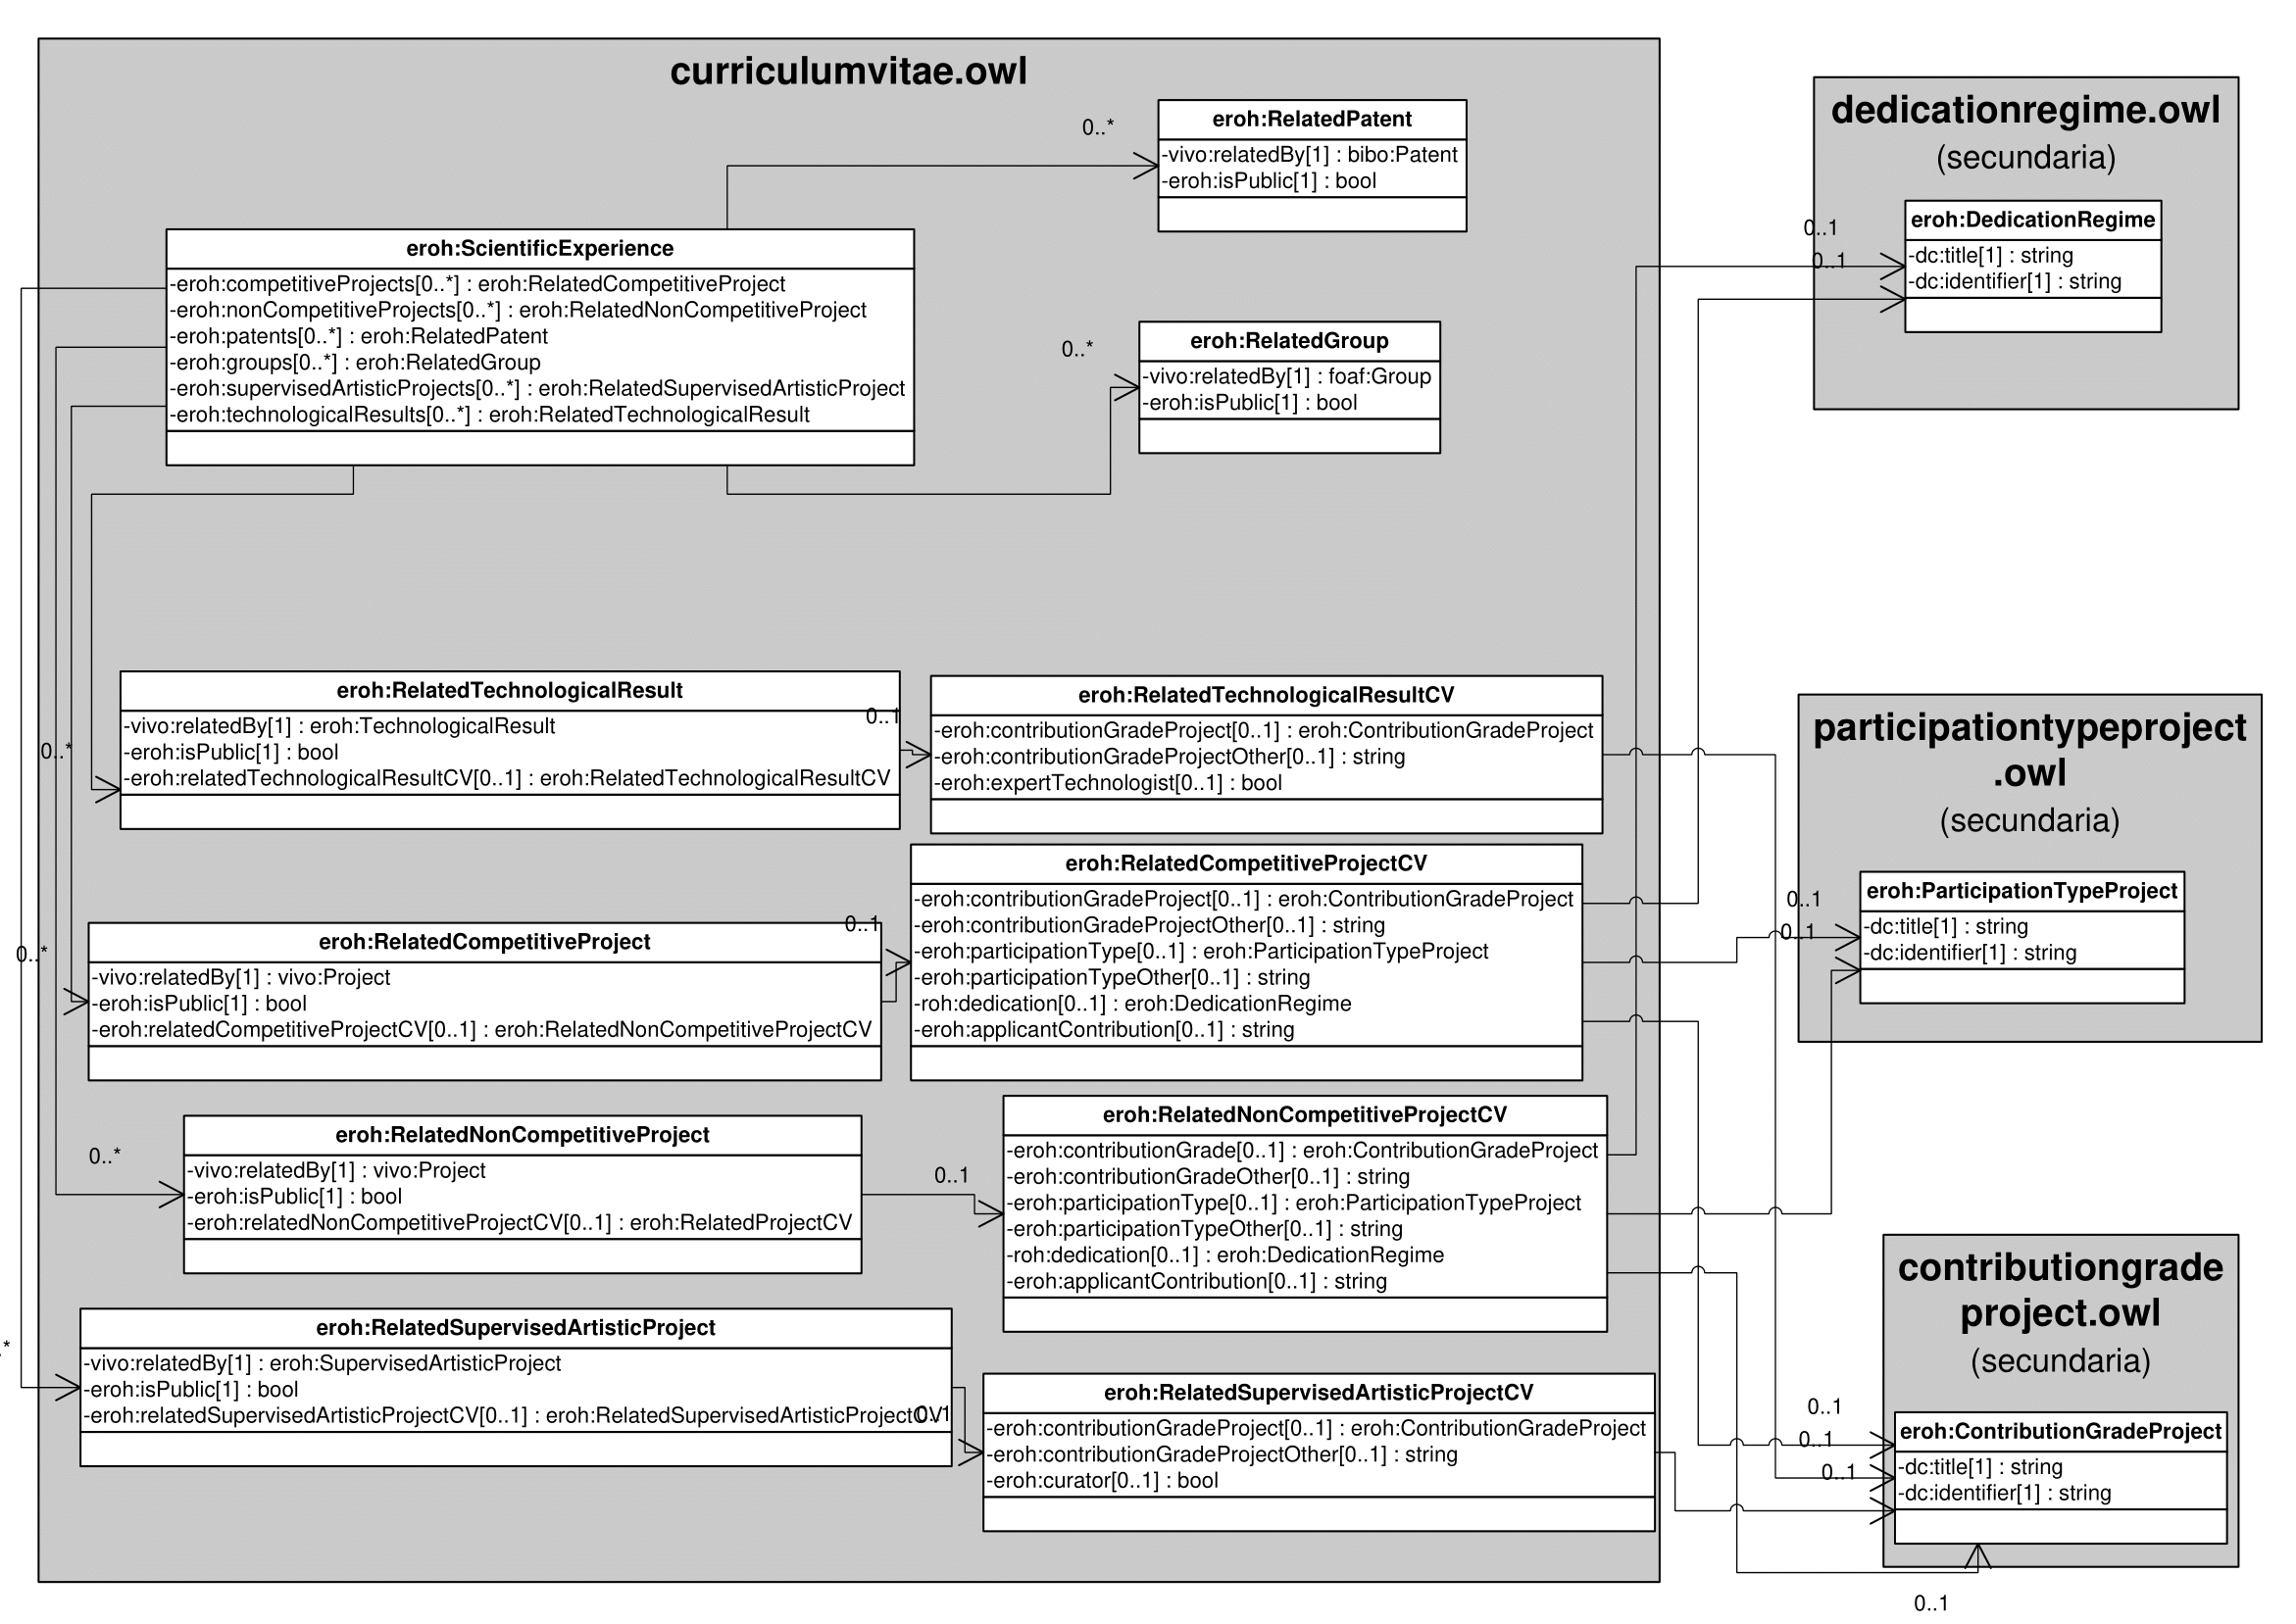 curriculumvitae.owl
0..*
eroh:RelatedPatent
-vivo:relatedBy[1] : bibo:Patent
-eroh:isPublic[1] : bool
eroh:ScientificExperience
-eroh:competitiveProjects[0..*] : eroh:RelatedCompetitiveProject
-eroh:nonCompetitiveProjects[0..*] : eroh:RelatedNonCompetitiveProject
-eroh:patents[0..*] : eroh:RelatedPatent
-eroh:groups[0..*] : eroh:RelatedGroup
-eroh:supervisedArtisticProjects[0..*] : eroh:RelatedSupervisedArtisticProject
-eroh:technologicalResults[0..*] : eroh:RelatedTechnologicalResult
0..*
eroh:RelatedGroup
-vivo:relatedBy[1] : foaf:Group
-eroh:isPublic[1] : bool
dedicationregime.owl
(secundaria)
0..1
0..1
eroh:DedicationRegime
-dc:title[1] : string
-dc:identifier[1] : string
0..*
eroh:RelatedTechnologicalResult
-vivo:relatedBy[1] : eroh:TechnologicalResult
-eroh:isPublic[1] : bool
-eroh:relatedTechnologicalResultCV[0..1] : eroh:RelatedTechnologicalResultCV
0..1
eroh:RelatedTechnologicalResultCV
-eroh:contributionGradeProject[0..1] : eroh:ContributionGradeProject
-eroh:contributionGradeProjectOther[0..1] : string
-eroh:expertTechnologist[0..1] : bool
participationtypeproject
.owl
(secundaria)
0..1
0..1
eroh:ParticipationTypeProject
-dc:title[1] : string
-dc:identifier[1] : string
0..*
eroh:RelatedCompetitiveProject
-vivo:relatedBy[1] : vivo:Project
-eroh:isPublic[1] : bool
-eroh:relatedCompetitiveProjectCV[0..1] : eroh:RelatedNonCompetitiveProjectCV
0..1
eroh:RelatedCompetitiveProjectCV
-eroh:contributionGradeProject[0..1] : eroh:ContributionGradeProject
-eroh:contributionGradeProjectOther[0..1] : string
-eroh:participationType[0..1] : eroh:ParticipationTypeProject
-eroh:participationTypeOther[0..1] : string
-roh:dedication[0..1] : eroh:DedicationRegime
-eroh:applicantContribution[0..1] : string
0..*
eroh:RelatedNonCompetitiveProject
-vivo:relatedBy[1] : vivo:Project
-eroh:isPublic[1] : bool
-eroh:relatedNonCompetitiveProjectCV[0..1] : eroh:RelatedProjectCV
0..1
eroh:RelatedNonCompetitiveProjectCV
-eroh:contributionGrade[0..1] : eroh:ContributionGradeProject
-eroh:contributionGradeOther[0..1] : string
-eroh:participationType[0..1] : eroh:ParticipationTypeProject
-eroh:participationTypeOther[0..1] : string
-roh:dedication[0..1] : eroh:DedicationRegime
-eroh:applicantContribution[0..1] : string
.*
eroh:RelatedSupervisedArtisticProject
-vivo:relatedBy[1] : eroh:SupervisedArtisticProject
-eroh:isPublic[1] : bool
-eroh:relatedSupervisedArtisticProjectCV[0..1] : eroh:RelatedSupervisedArtisticProjectCV
0..1
eroh:RelatedSupervisedArtisticProjectCV
-eroh:contributionGradeProject[0..1] : eroh:ContributionGradeProject
-eroh:contributionGradeProjectOther[0..1] : string
-eroh:curator[0..1] : bool
contributiongrade
project.owl
(secundaria)
0..1
0..1
0..1
eroh:ContributionGradeProject
-dc:title[1] : string
-dc:identifier[1] : string
0..1